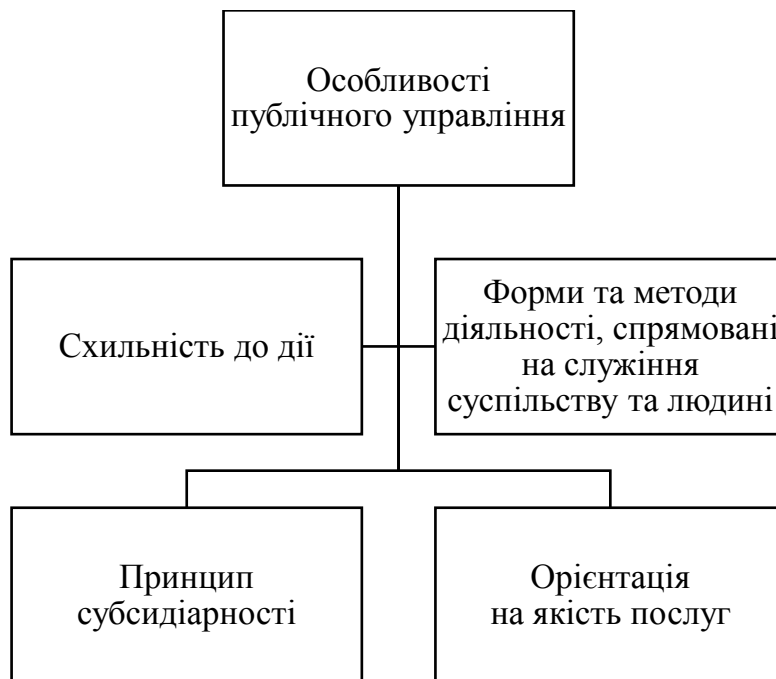 Особливості
публічного управління
Схильність до дії
Форми та методи
діяльності, спрямовані
на служіння
суспільству та людині
Принцип
субсидіарності
Орієнтація
на якість послуг